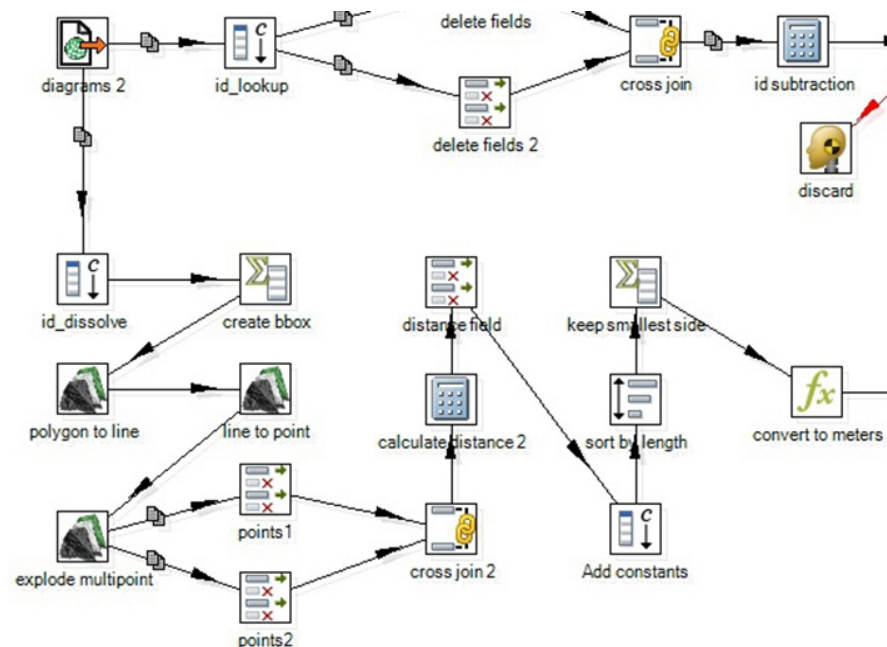 delete fields
diagrams 2
id_lookup
cross join
id subtraction
delete fields 2
discard
id_dissolve
create bbox
distance field
keep smallest side
polygon to line
line to point
calculate distance 2
sort by length
convert to meters
points1
explode multipoint
cross join 2
Add constants
points2